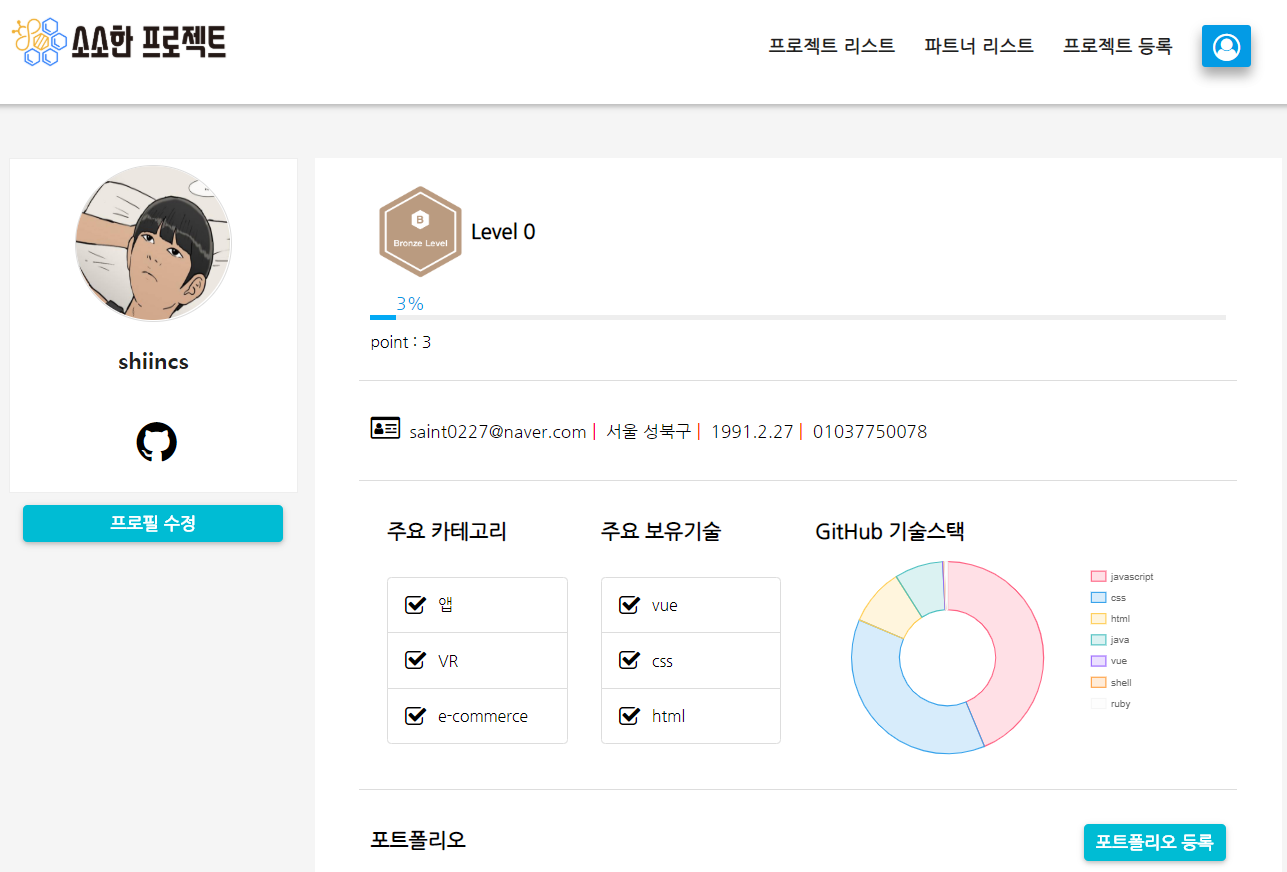 소소한 프로젝트
프로젝트 리스트 파트너 리스트 프로젝트 등록
shiincs
프로필 수정
B
Bronze Level
Level 0
3%
point : 3
saint0227@naver.com | 서울 성북구 | 1991.2.27 | 01037750078
주요 카테고리
앱
VR
e-commerce
주요 보유기술
vue
css
html
GitHub 기술스택
javascript
css
html
java
vue
shell
ruby
포트폴리오
포트폴리오 등록